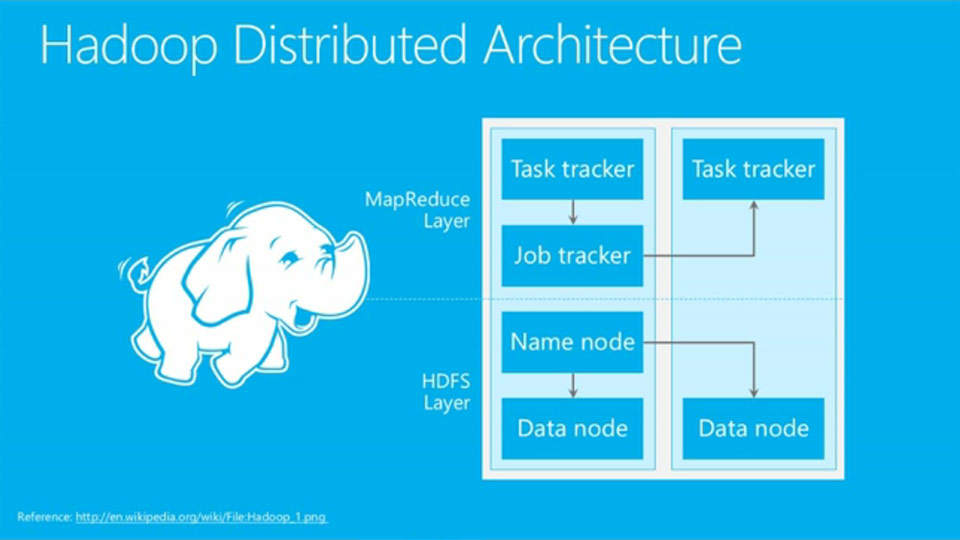 Hadoop Distributed Architecture
MapReduce
Layer
Task tracker
Task tracker
Job tracker
HDFS
Layer
Name node
Data node
Data node
Reference: http://en.wikipedia.org/wiki/File:Hadoop_1.png